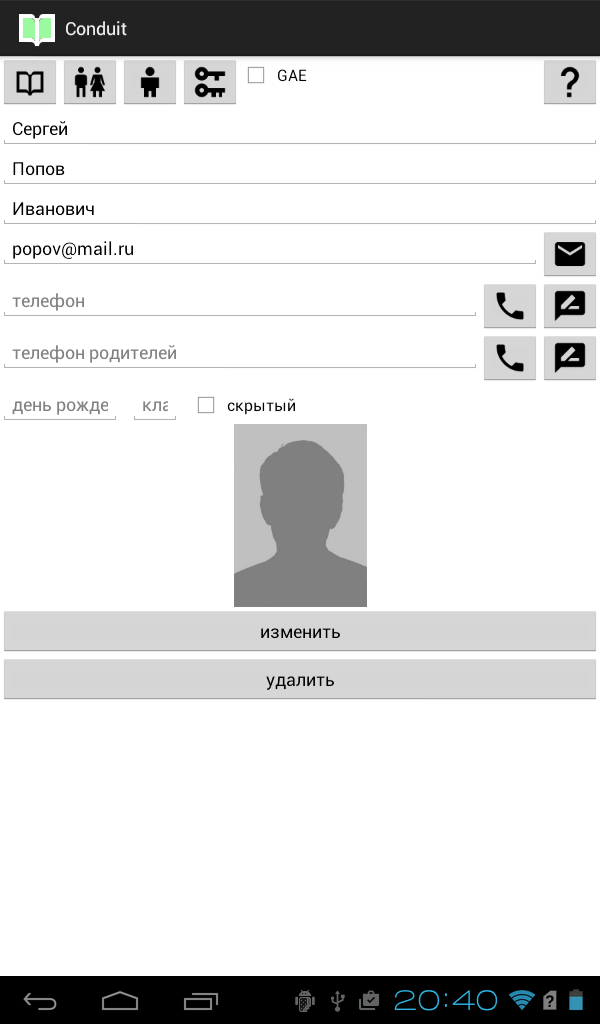 Conduit
GAE
?
Сергей
Попов
Иванович
popov@mail.ru
телефон
телефон родителей
день рожде кла скрытый
изменить
удалить
20:40